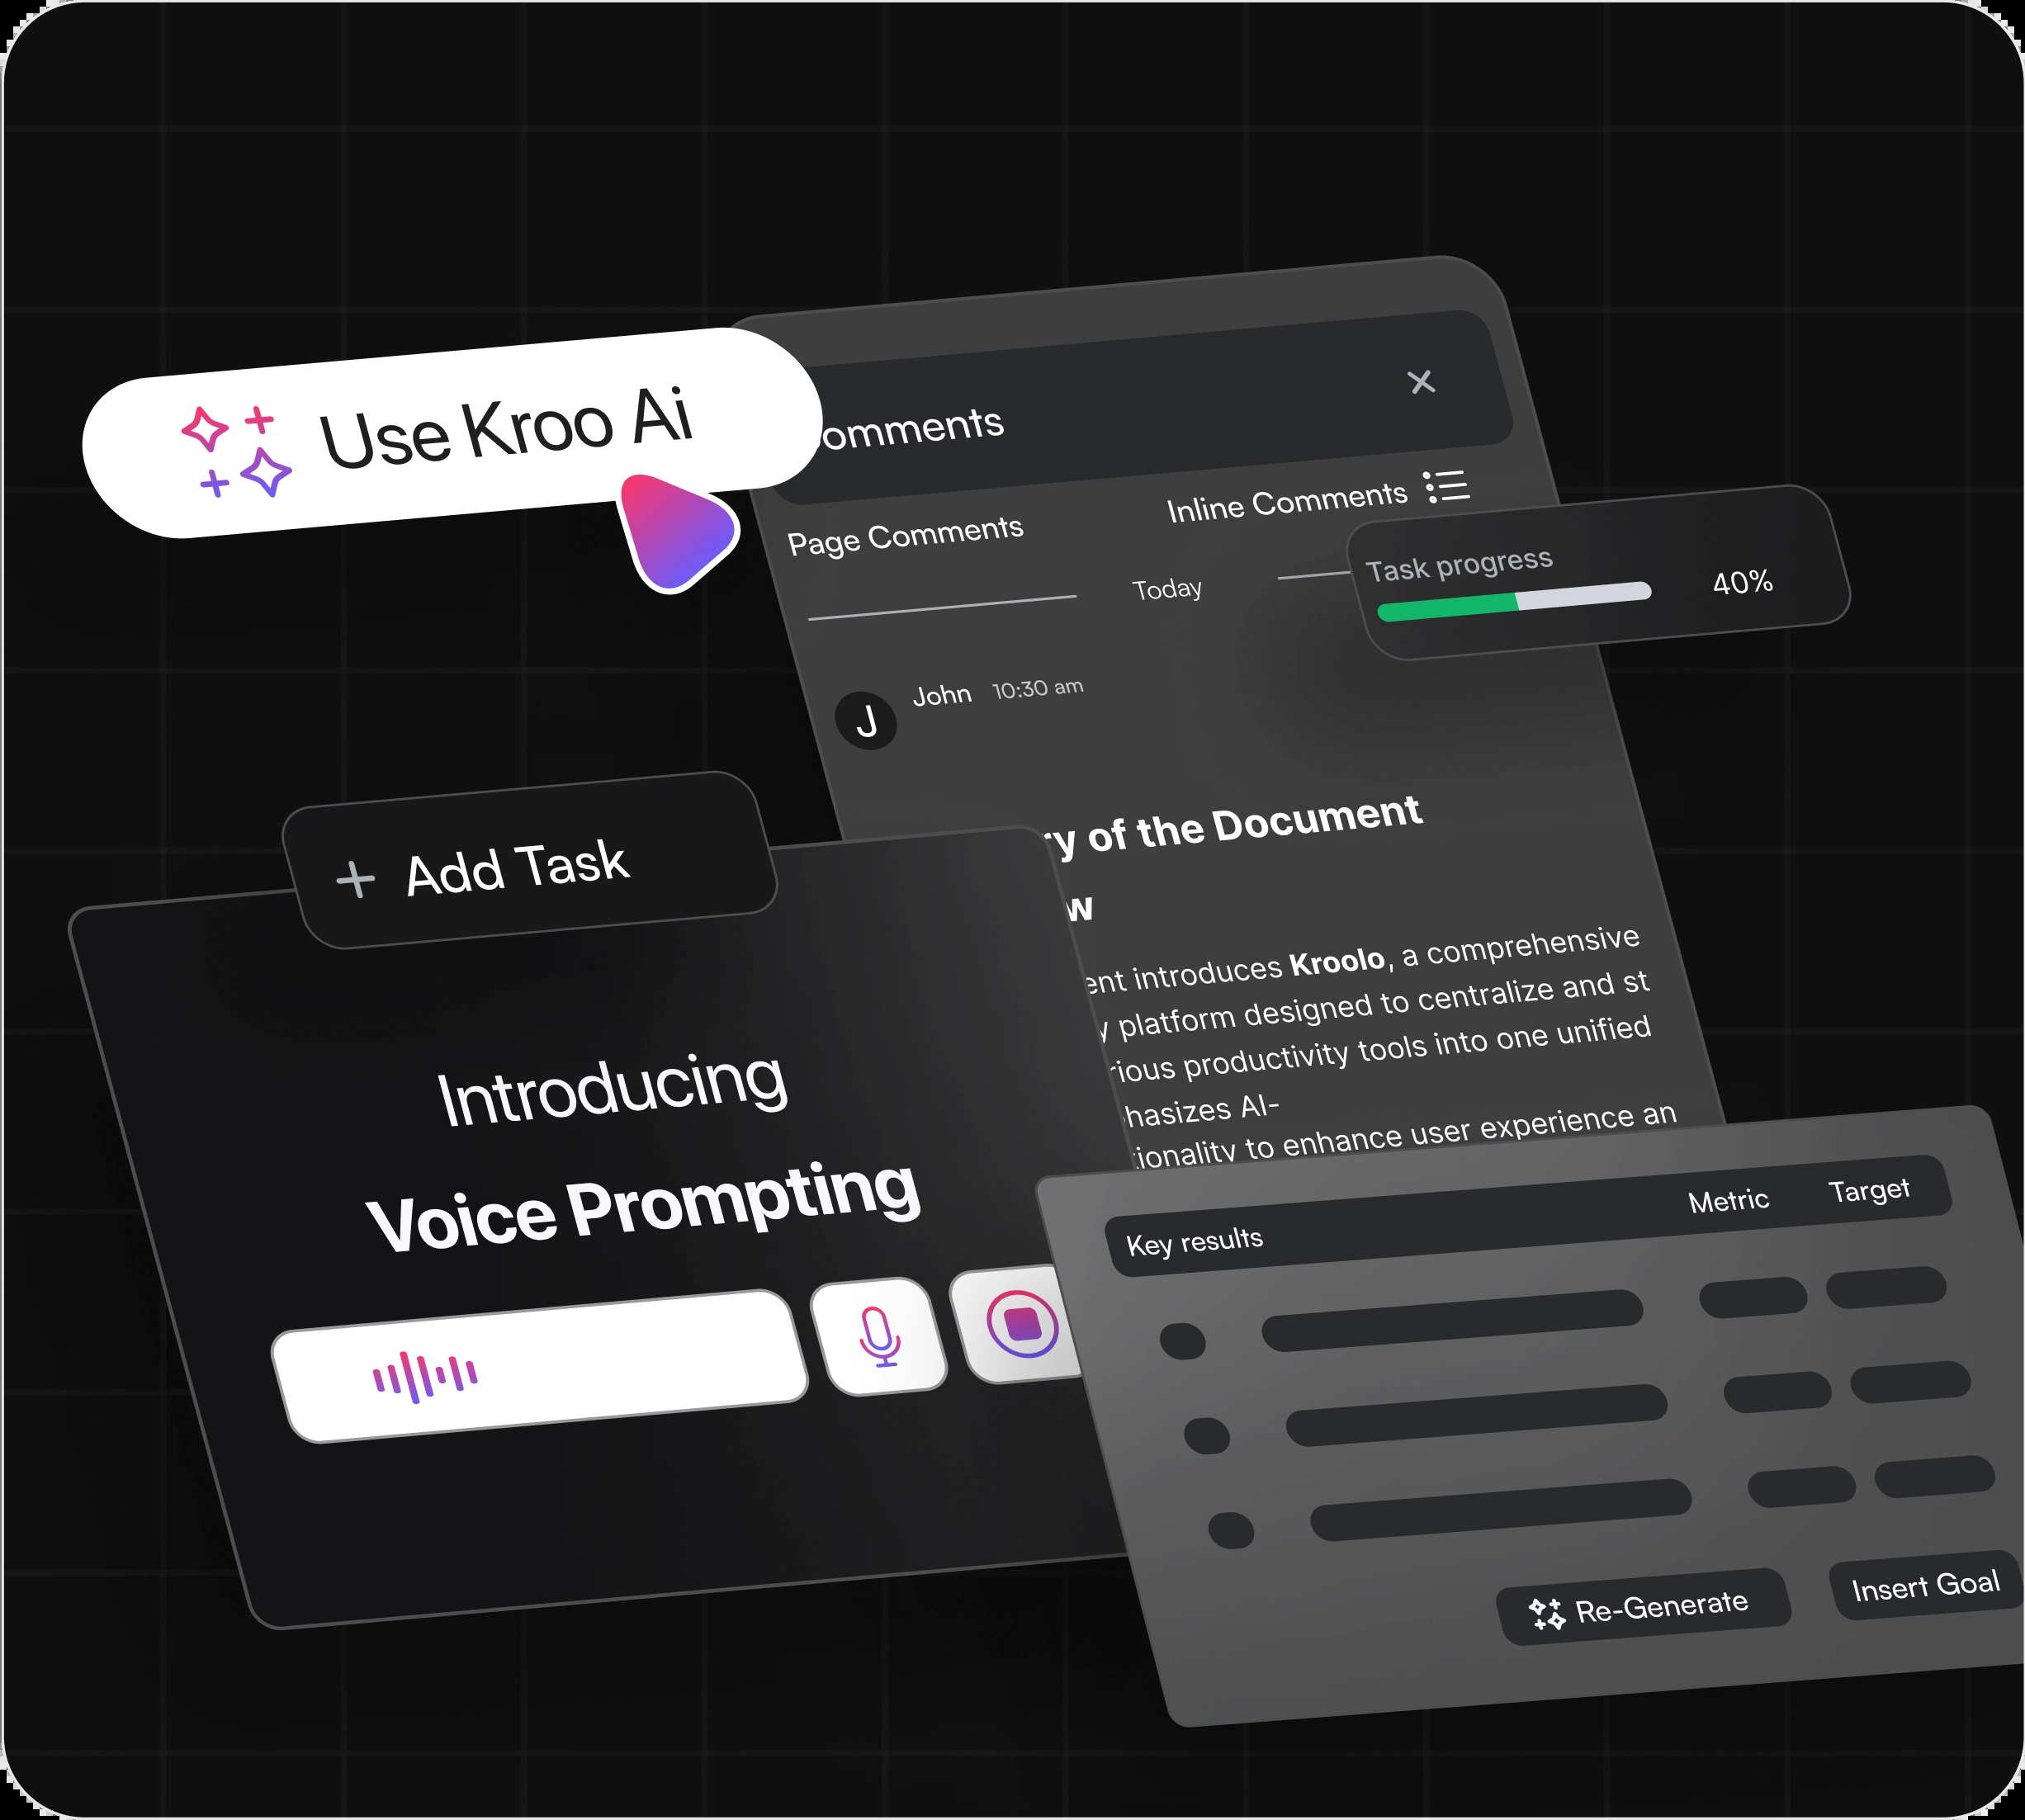 Use Kroo Ai
omments
Page Comments
Inline Comments
Today
Task progress
40%
J
John 10:30 am
Add Task
ry of the Document
w
ent introduces Kroolo, a comprehensive
y platform designed to centralize and st
rious productivity tools into one unified
hasizes AI-
ionality to enhance user experience an
Introducing
Voice Prompting
Key results Metric Target
Re-Generate
Insert Goal